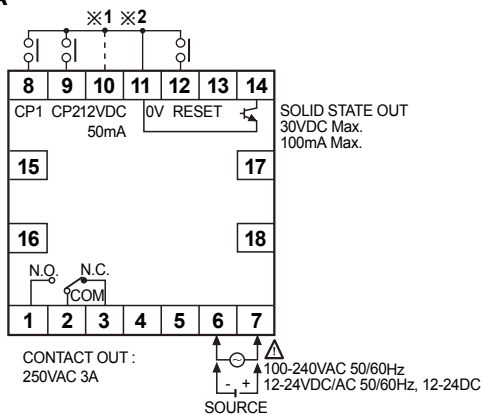 A
※1 ※2
8 9 10 11 12 13 14
CP1 CP212VDC 0V RESET
50mA
SOLID STATE OUT
30VDC Max.
100mA Max.
15 17
16 18
N.O. N.C.
COM
1 2 3 4 5 6 7
CONTACT OUT :
250VAC 3A
~
!
100-240VAC 50/60Hz
- +
12-24VDC/AC 50/60Hz, 12-24DC
SOURCE